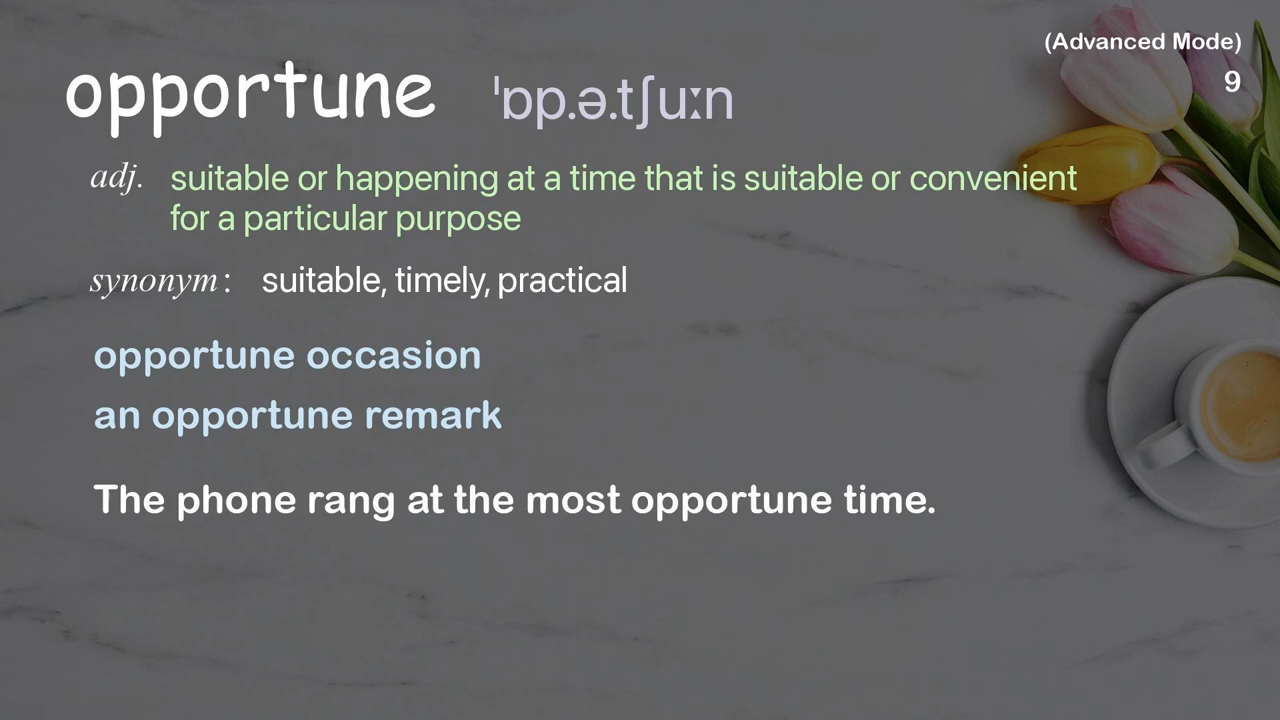 (Advanced Mode)
opportune ˈɒp.ə.tʃuːn
9
adj. suitable or happening at a time that is suitable or convenient
for a particular purpose
synonym: suitable, timely, practical
opportune occasion
an opportune remark
The phone rang at the most opportune time.